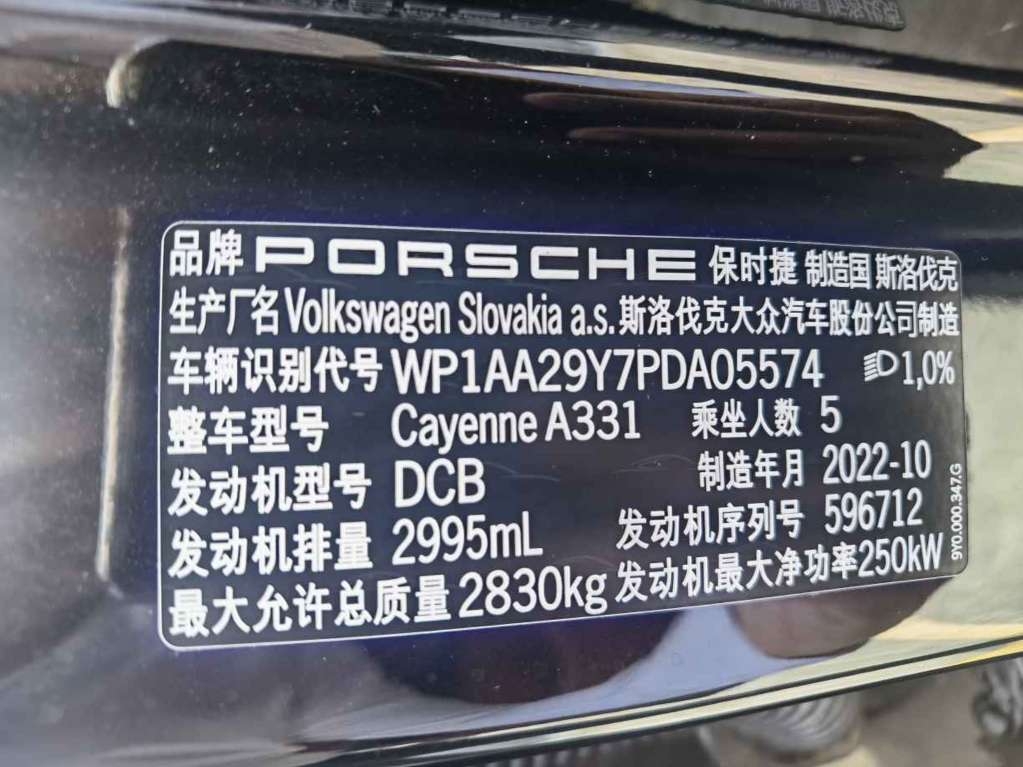 品牌 PORSCHE 保时捷 制造国 斯洛伐克
生产厂名 Volkswagen Slovakia a.s. 斯洛伐克大众汽车股份公司制造
车辆识别代号 WP1AA29Y7PDA05574 1,0%
整车型号 Cayenne A331 乘坐人数 5
发动机型号 DCB 制造年月 2022-10
发动机排量 2995mL 发动机序列号 596712
最大允许总质量 2830kg 发动机最大净功率 250kW
9Y0.000.347.G